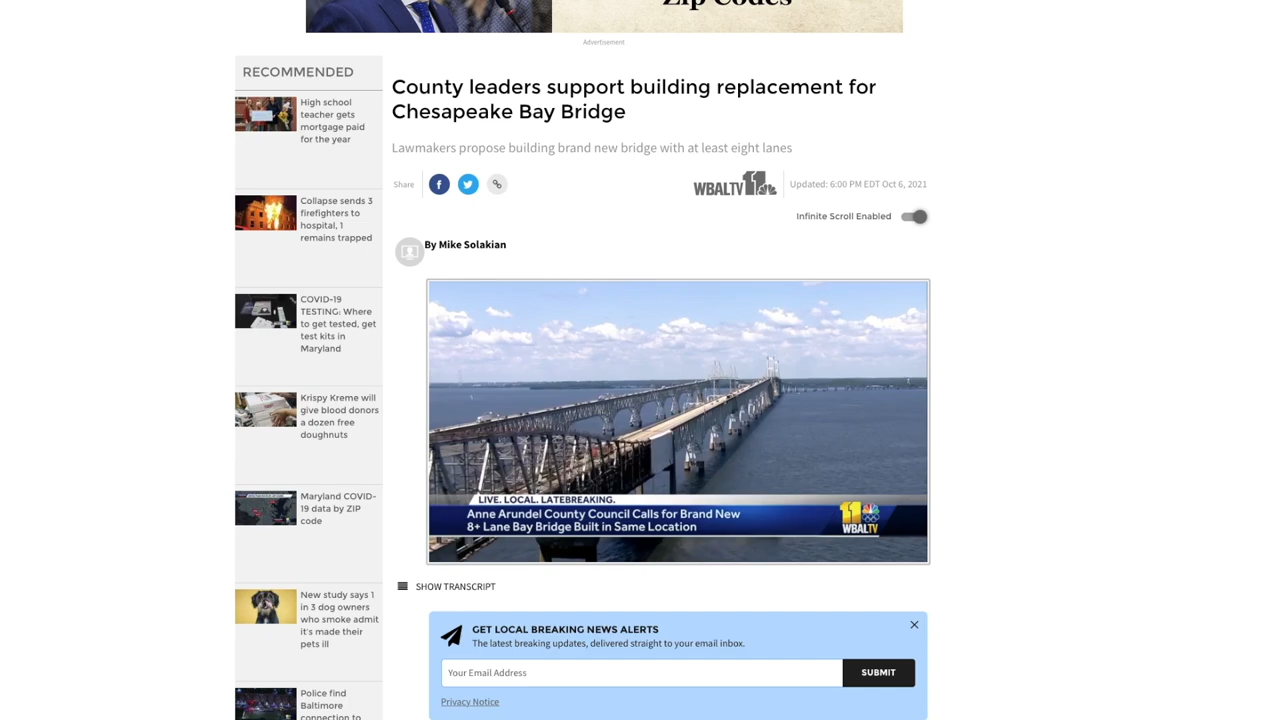 Zip Codes
Advertisement
RECOMMENDED
High school
teacher gets
mortgage paid
for the year
Collapse sends 3
firefighters to
hospital, 1
remains trapped
COVID-19
TESTING: Where
to get tested, get
test kits in
Maryland
Krispy Kreme will
give blood donors
a dozen free
doughnuts
Maryland COVID-
19 data by ZIP
code
New study says 1
in 3 dog owners
who smoke admit
it's made their
pets ill
Police find
Baltimore
connection to
County leaders support building replacement for
Chesapeake Bay Bridge
Lawmakers propose building brand new bridge with at least eight lanes
Share
WBALTV 11
Updated: 6:00 PM EDT Oct 6, 2021
Infinite Scroll Enabled
By Mike Solakian
LIVE. LOCAL. LATEBREAKING.
Anne Arundel County Council Calls for Brand New
8+ Lane Bay Bridge Built in Same Location
11
WBALTV
SHOW TRANSCRIPT
GET LOCAL BREAKING NEWS ALERTS
The latest breaking updates, delivered straight to your email inbox.
Your Email Address
SUBMIT
Privacy Notice